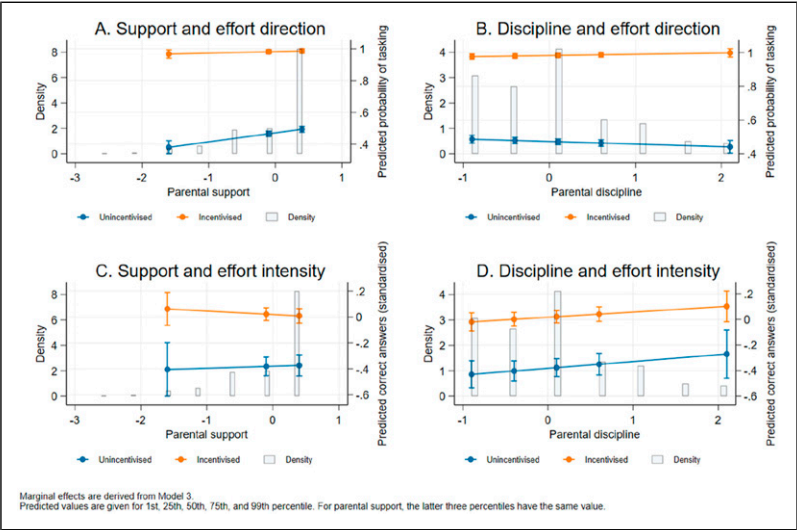 A. Support and effort direction
Density
8
6
4
2
0
1
.8
.6
.4
Predicted probability of tasking
-3 -2 -1 0 1
Parental support
Unincentivised Incentivised Density
B. Discipline and effort direction
Density
4
3
2
1
0
1
.8
.6
.4
Predicted probability of tasking
-1 0 1 2
Parental discipline
Unincentivised Incentivised Density
C. Support and effort intensity
Density
8
6
4
2
0
.2
0
-.2
-.4
-.6
Predicted correct answers (standardised)
-3 -2 -1 0 1
Parental support
Unincentivised Incentivised Density
D. Discipline and effort intensity
Density
4
3
2
1
0
.2
0
-.2
-.4
-.6
Predicted correct answers (standardised)
-1 0 1 2
Parental discipline
Unincentivised Incentivised Density
Marginal effects are derived from Model 3.
Predicted values are given for 1st, 25th, 50th, 75th, and 99th percentile. For parental support, the latter three percentiles have the same value.